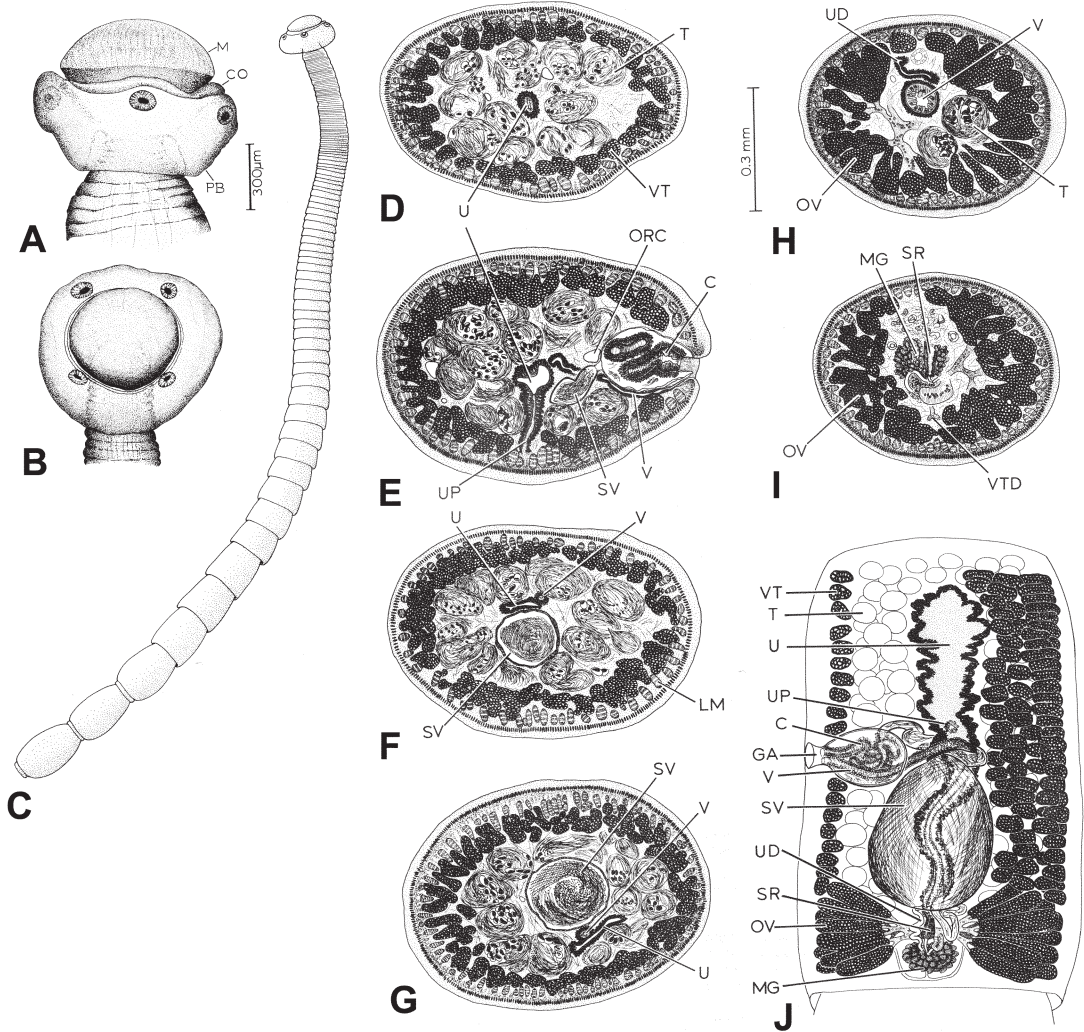 M
CO
PB
300µm
A
B
C
T
VT
U
D
ORC
C
UP
SV
V
E
U
V
SV
LM
F
SV
V
U
G
UD
V
0.3 mm
OV
T
H
MG
SR
OV
VTD
I
VT
T
U
UP
C
GA
V
SV
UD
SR
OV
MG
J